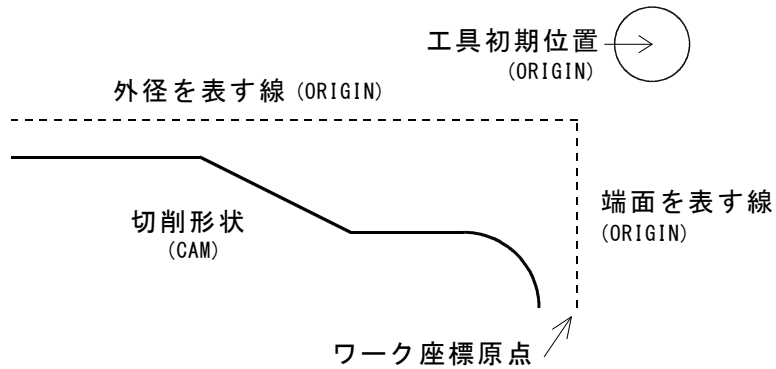 工具初期位置
(ORIGIN)
外径を表す線 (ORIGIN)
端面を表す線
(ORIGIN)
切削形状
(CAM)
ワーク座標原点